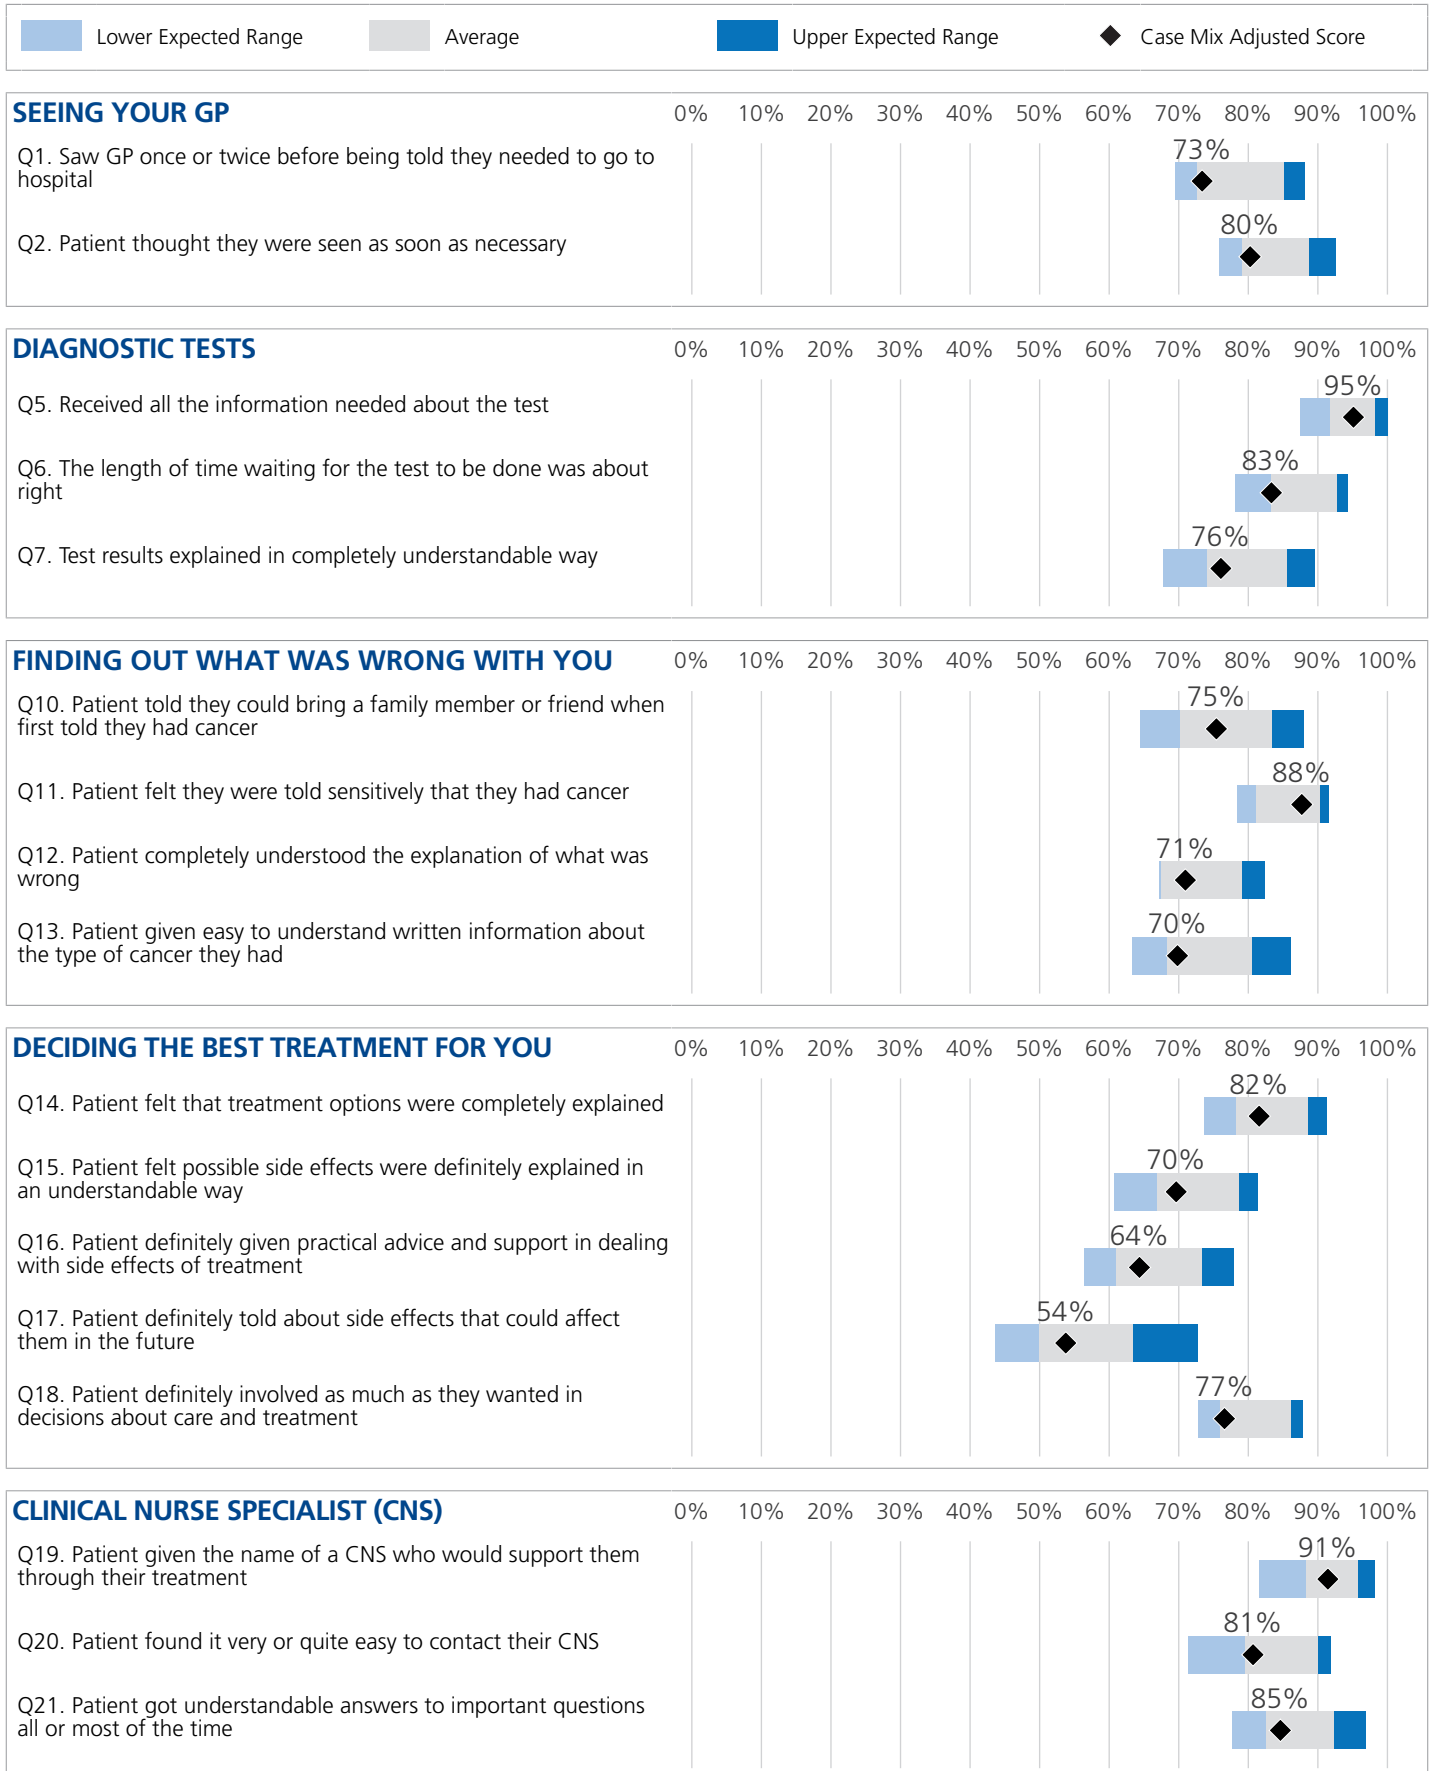 Lower Expected Range Average Upper Expected Range Case Mix Adjusted Score
SEEING YOUR GP 0% 10% 20% 30% 40% 50% 60% 70% 80% 90% 100%
73%
Q1. Saw GP once or twice before being told they needed to go to
hospital
80%
Q2. Patient thought they were seen as soon as necessary
DIAGNOSTIC TESTS 0% 10% 20% 30% 40% 50% 60% 70% 80% 90% 100%
95%
Q5. Received all the information needed about the test
83%
Q6. The length of time waiting for the test to be done was about
right
76%
Q7. Test results explained in completely understandable way
FINDING OUT WHAT WAS WRONG WITH YOU 0% 10% 20% 30% 40% 50% 60% 70% 80% 90% 100%
75%
Q10. Patient told they could bring a family member or friend when
first told they had cancer
88%
Q11. Patient felt they were told sensitively that they had cancer
71%
Q12. Patient completely understood the explanation of what was
wrong
70%
Q13. Patient given easy to understand written information about
the type of cancer they had
DECIDING THE BEST TREATMENT FOR YOU 0% 10% 20% 30% 40% 50% 60% 70% 80% 90% 100%
82%
Q14. Patient felt that treatment options were completely explained
70%
Q15. Patient felt possible side effects were definitely explained in
an understandable way
64%
Q16. Patient definitely given practical advice and support in dealing
with side effects of treatment
54%
Q17. Patient definitely told about side effects that could affect
them in the future
77%
Q18. Patient definitely involved as much as they wanted in
decisions about care and treatment
CLINICAL NURSE SPECIALIST (CNS) 0% 10% 20% 30% 40% 50% 60% 70% 80% 90% 100%
91%
Q19. Patient given the name of a CNS who would support them
through their treatment
81%
Q20. Patient found it very or quite easy to contact their CNS
85%
Q21. Patient got understandable answers to important questions
all or most of the time